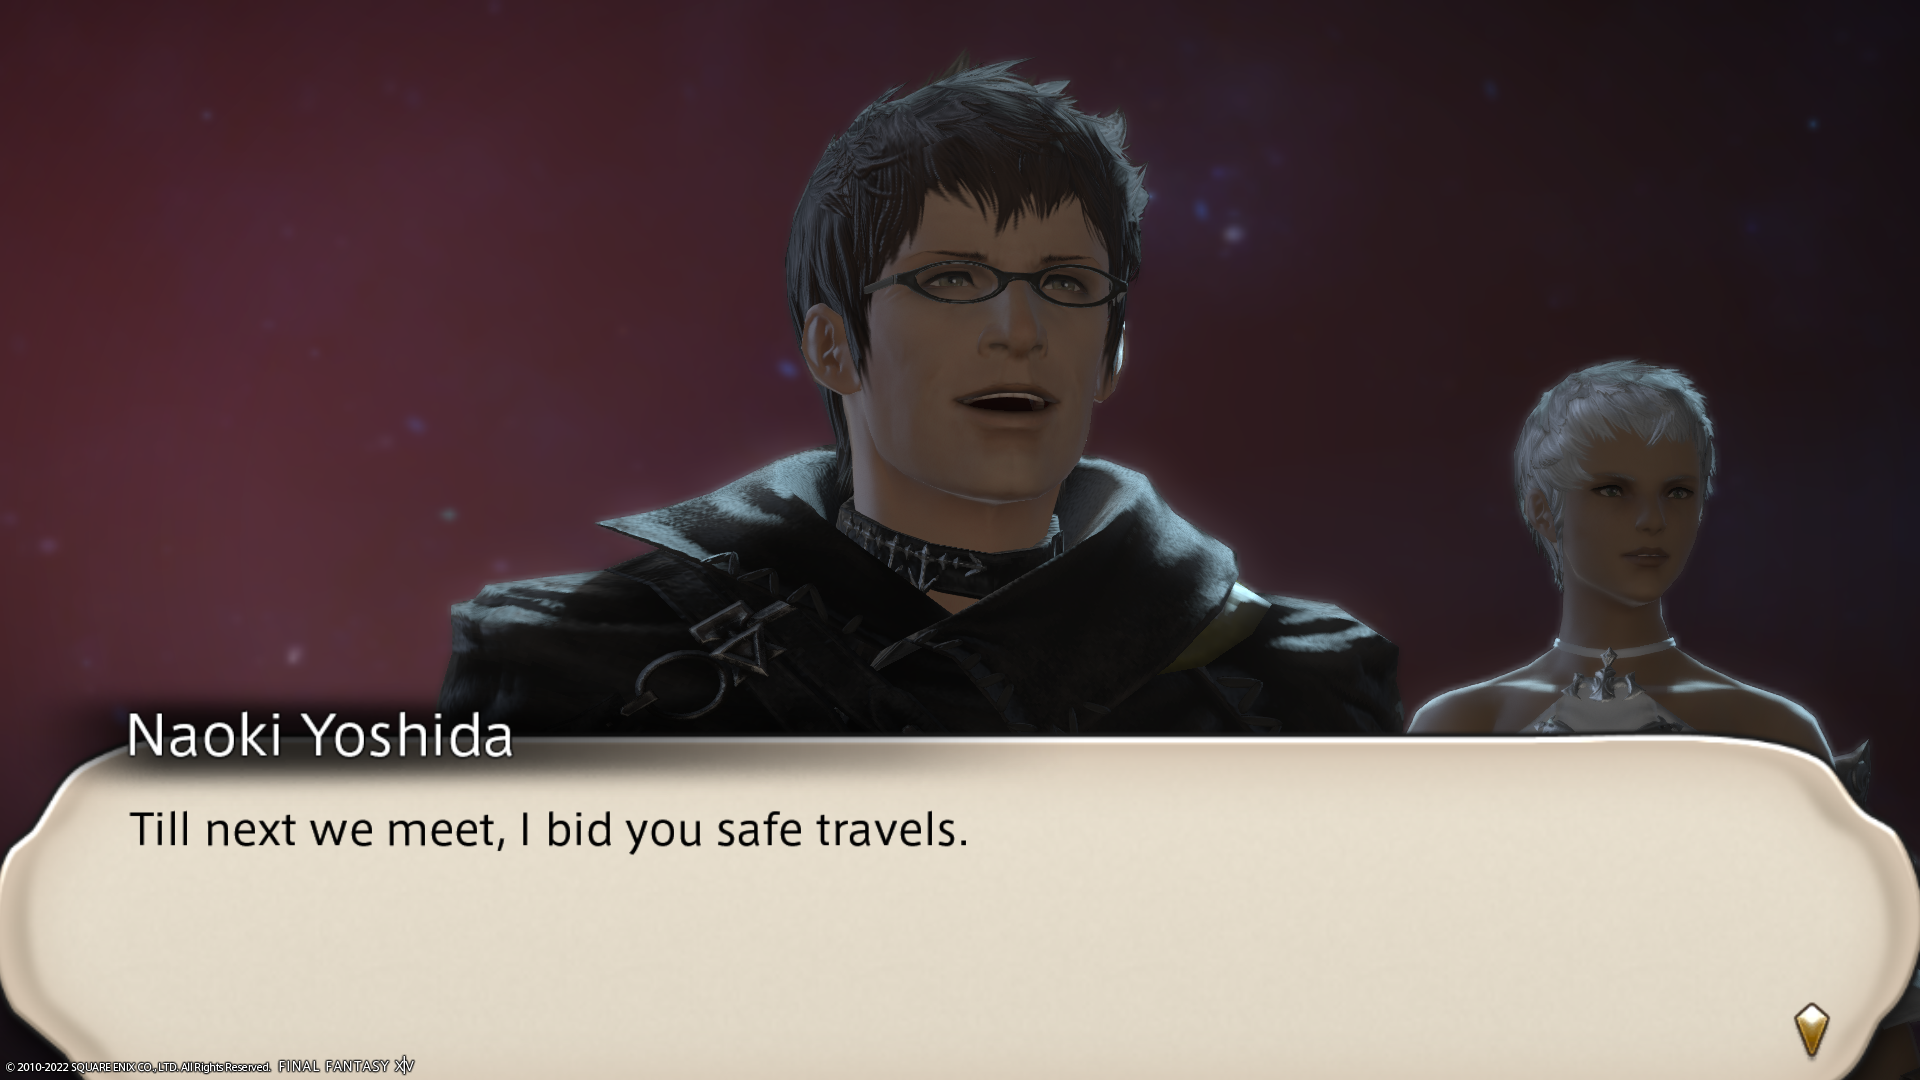 Naoki Yoshida
Till next we meet, I bid you safe travels.
© 2010-2022 SQUARE ENIX CO., LTD. All Rights Reserved. FINAL FANTASY XIV